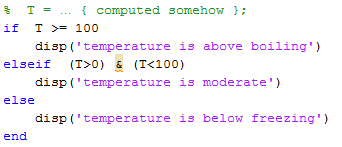 % T = ... { computed somehow };
if T >= 100
disp('temperature is above boiling')
elseif (T>0) & (T<100)
disp('temperature is moderate')
else
disp('temperature is below freezing')
end